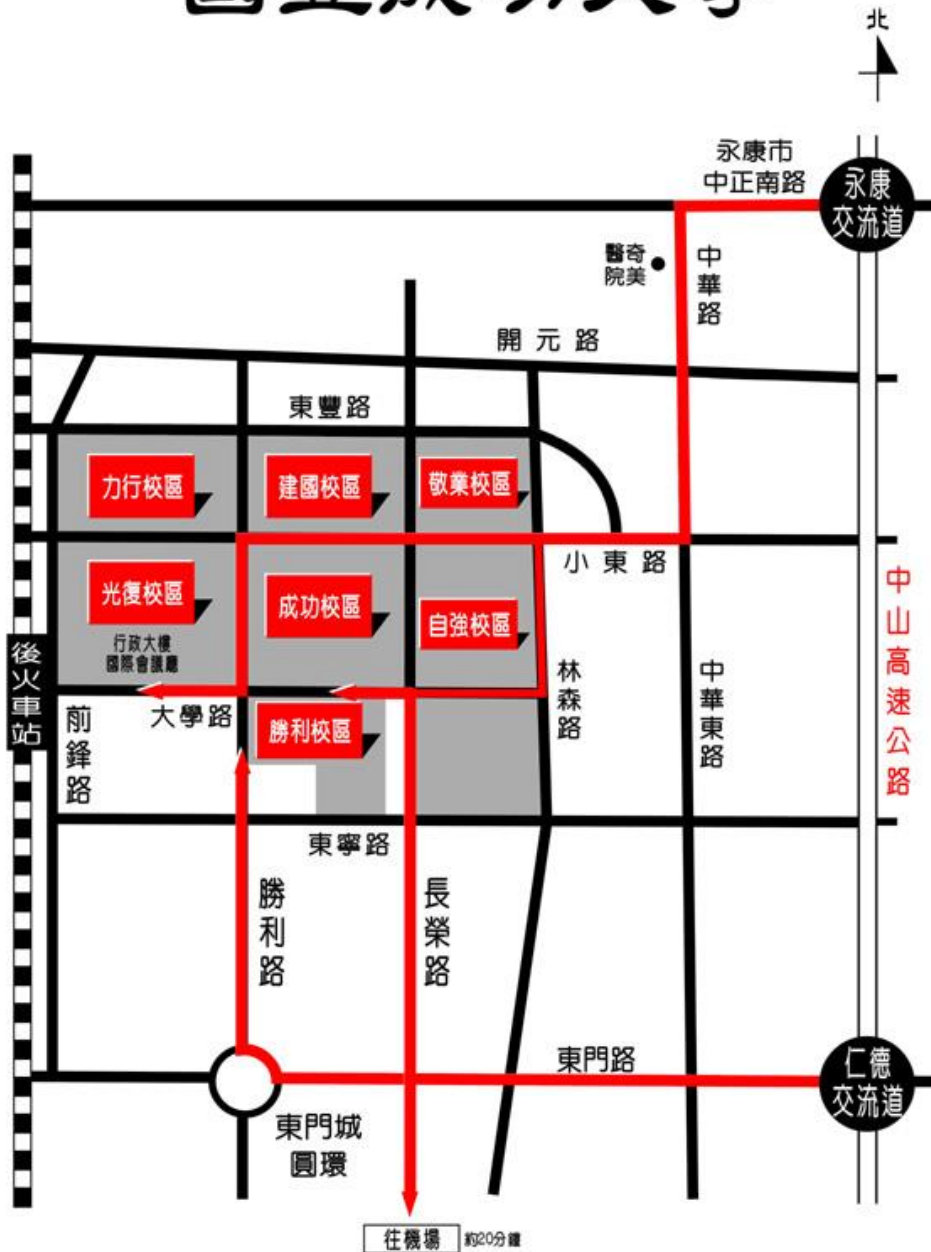 國立成功大學
北
永康市
中正南路
永康
交流道
醫奇
院美
中華路
開元路
東豐路
力行校區
建國校區
敬業校區
小東路
光復校區
成功校區
自強校區
行政大樓
國際會議廳
中山高速公路
後火車站
前鋒路
大學路
勝利校區
林森路
中華東路
東寧路
勝利路
長榮路
東門路
仁德
交流道
東門城
圓環
往機場 約20分鐘